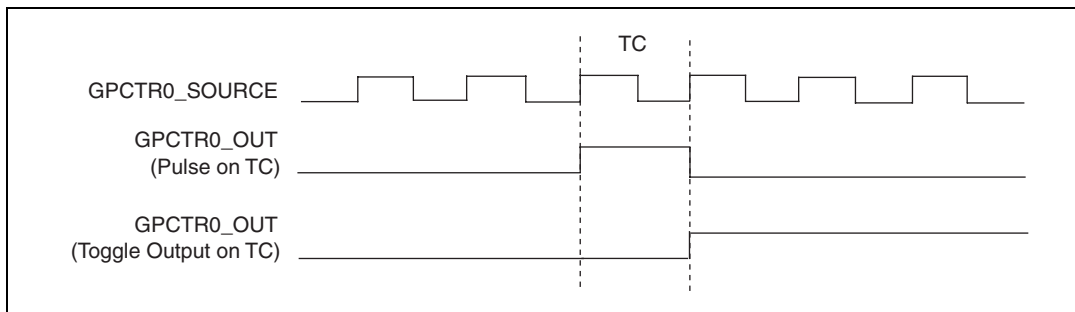 TC
GPCTR0_SOURCE
GPCTR0_OUT
(Pulse on TC)
GPCTR0_OUT
(Toggle Output on TC)